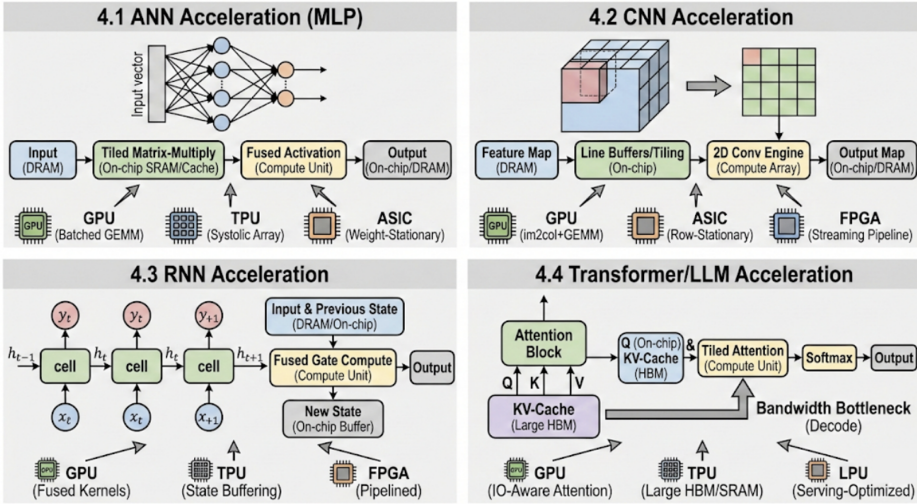 4.1 ANN Acceleration (MLP)
Input vector
Input
(DRAM)
Tiled Matrix-Multiply
(On-chip SRAM/Cache)
Fused Activation
(Compute Unit)
Output
(On-chip/DRAM)
GPU
GPU
(Batched GEMM)
TPU
(Systolic Array)
ASIC
(Weight-Stationary)
4.2 CNN Acceleration
Feature Map
(DRAM)
Line Buffers/Tiling
(On-chip)
2D Conv Engine
(Compute Array)
Output Map
(On-chip/DRAM)
GPU
GPU
(im2col+GEMM)
ASIC
(Row-Stationary)
FPGA
(Streaming Pipeline)
4.3 RNN Acceleration
y_t y_t y_{+1}
h_{t-1} cell h_t cell h_t cell h_{t+1}
x_t x_t x_{+1}
Input & Previous State
(DRAM/On-chip)
Fused Gate Compute
(Compute Unit)
Output
New State
(On-chip Buffer)
GPU
GPU
(Fused Kernels)
TPU
(State Buffering)
FPGA
(Pipelined)
4.4 Transformer/LLM Acceleration
Attention
Block
Q K V
KV-Cache
(Large HBM)
Q (On-chip) &
KV-Cache
(HBM)
Tiled Attention
(Compute Unit)
Softmax
Output
Bandwidth Bottleneck
(Decode)
GPU
GPU
(IO-Aware Attention)
TPU
(Large HBM/SRAM)
LPU
(Serving-Optimized)